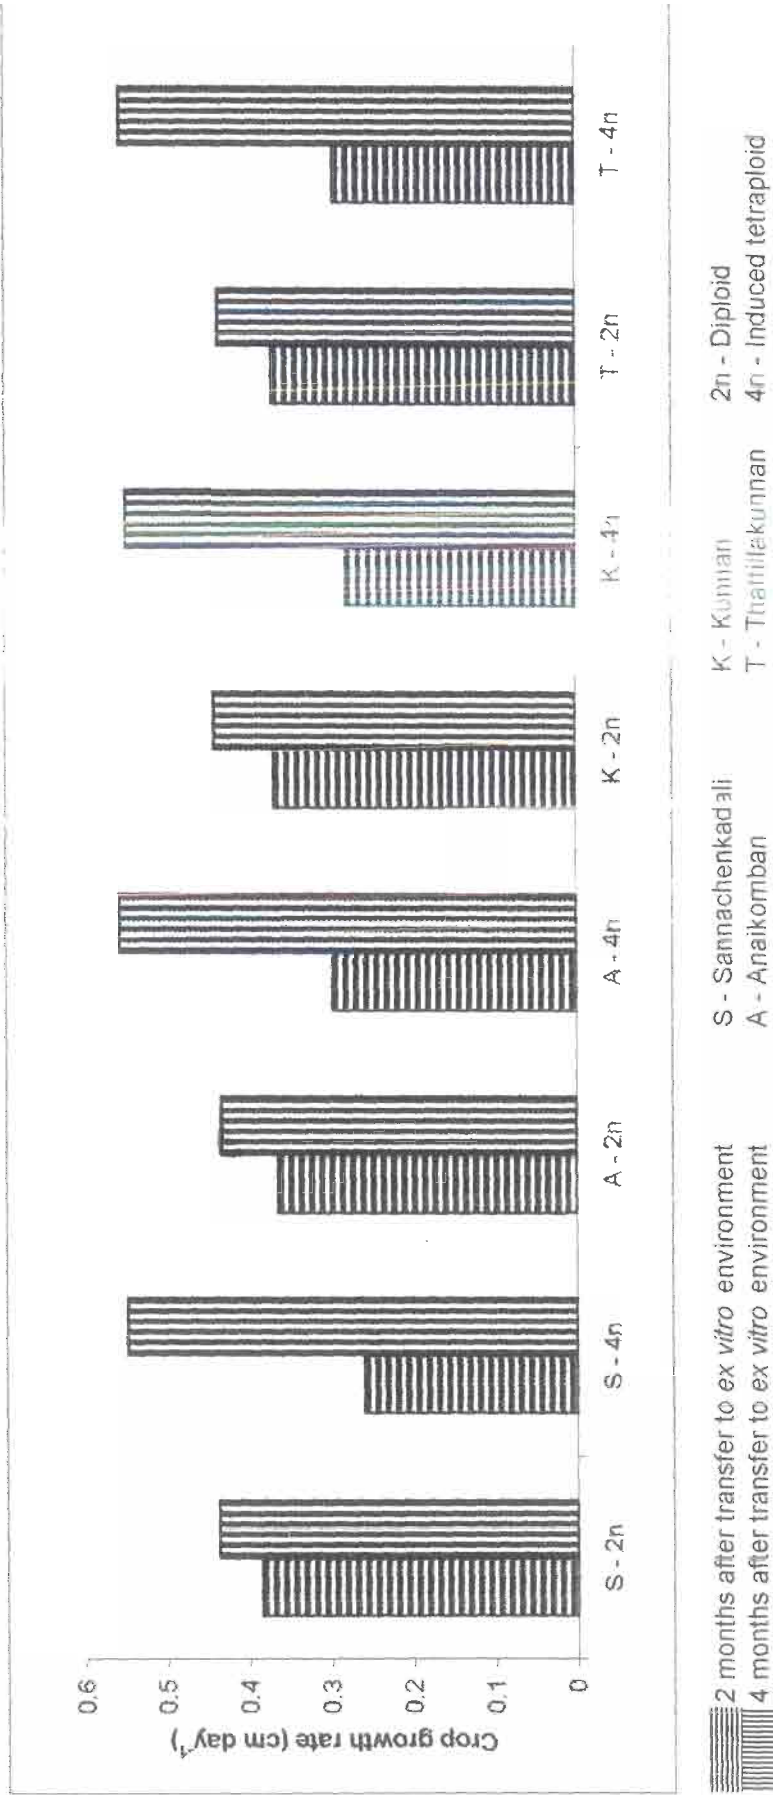 Crop growth rate (cm day-1)
0.6
0.5
0.4
0.3
0.2
0.1
0
S - 2n
S - 4n
A - 2n
A - 4n
K - 2n
K - 4n
T - 2n
T - 4n
2 months after transfer to ex vitro environment
4 months after transfer to ex vitro environment
S - Sannachenkadali
A - Anaikomban
K - Kunnan
T - Thattillakunnan
2n - Diploid
4n - Induced tetraploid